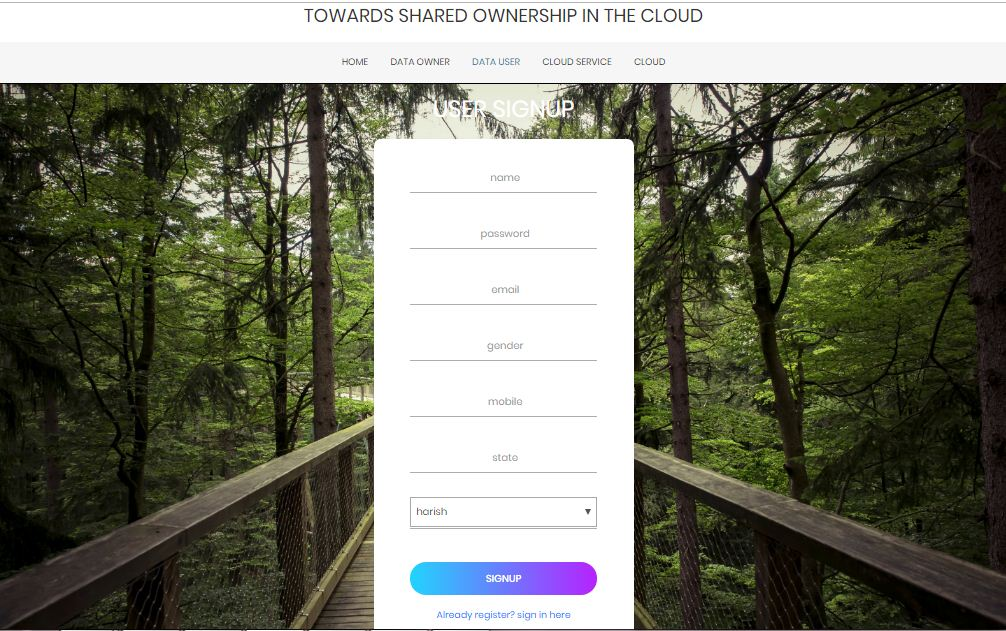 TOWARDS SHARED OWNERSHIP IN THE CLOUD
HOME DATA OWNER DATA USER CLOUD SERVICE CLOUD
USER SIGNUP
name
password
email
gender
mobile
state
harish
SIGNUP
Already register? sign in here